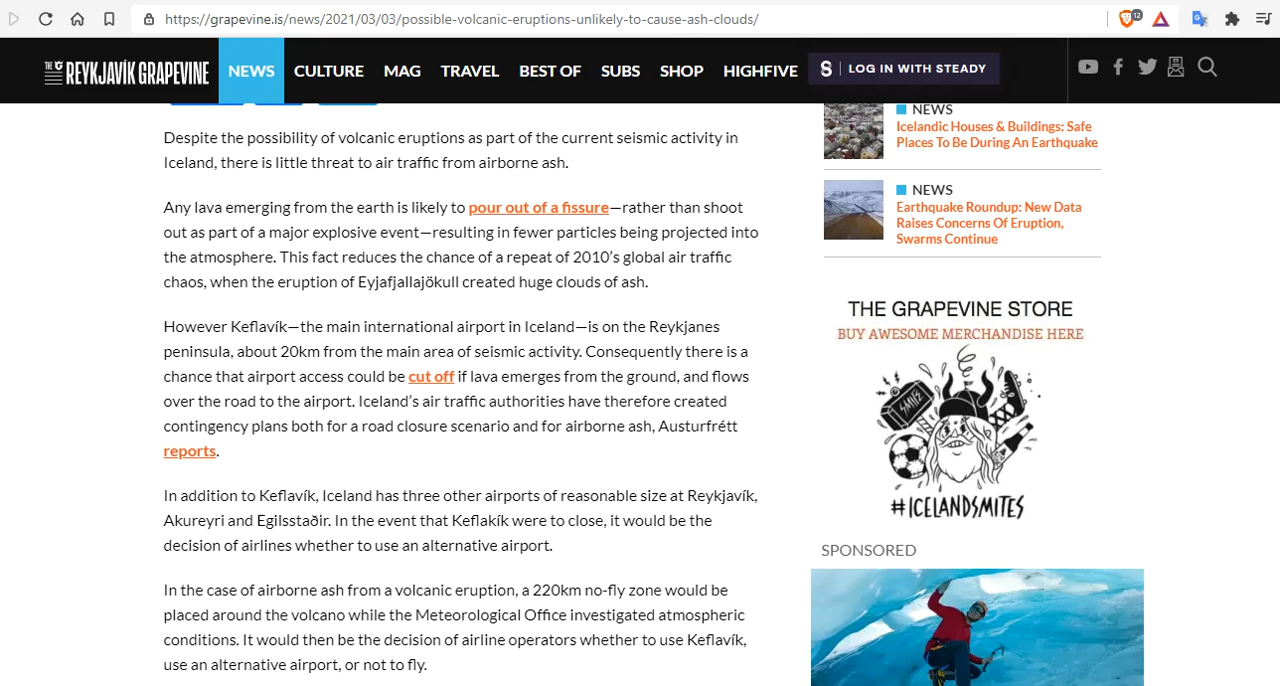 https://grapevine.is/news/2021/03/03/possible-volcanic-eruptions-unlikely-to-cause-ash-clouds/
12
THE REYKJAVÍK GRAPEVINE
NEWS CULTURE MAG TRAVEL BEST OF SUBS SHOP HIGHFIVE
S LOG IN WITH STEADY
Despite the possibility of volcanic eruptions as part of the current seismic activity in
Iceland, there is little threat to air traffic from airborne ash.
Any lava emerging from the earth is likely to pour out of a fissure—rather than shoot
out as part of a major explosive event—resulting in fewer particles being projected into
the atmosphere. This fact reduces the chance of a repeat of 2010’s global air traffic
chaos, when the eruption of Eyjafjallajökull created huge clouds of ash.
However Keflavík—the main international airport in Iceland—is on the Reykjanes
peninsula, about 20km from the main area of seismic activity. Consequently there is a
chance that airport access could be cut off if lava emerges from the ground, and flows
over the road to the airport. Iceland’s air traffic authorities have therefore created
contingency plans both for a road closure scenario and for airborne ash, Austurfrétt
reports.
In addition to Keflavík, Iceland has three other airports of reasonable size at Reykjavík,
Akureyri and Egilsstaðir. In the event that Keflakík were to close, it would be the
decision of airlines whether to use an alternative airport.
In the case of airborne ash from a volcanic eruption, a 220km no-fly zone would be
placed around the volcano while the Meteorological Office investigated atmospheric
conditions. It would then be the decision of airline operators whether to use Keflavík,
use an alternative airport, or not to fly.
NEWS
Icelandic Houses & Buildings: Safe
Places To Be During An Earthquake
NEWS
Earthquake Roundup: New Data
Raises Concerns Of Eruption,
Swarms Continue
THE GRAPEVINE STORE
BUY AWESOME MERCHANDISE HERE
SMITE
#ICELANDSMITES
SPONSORED